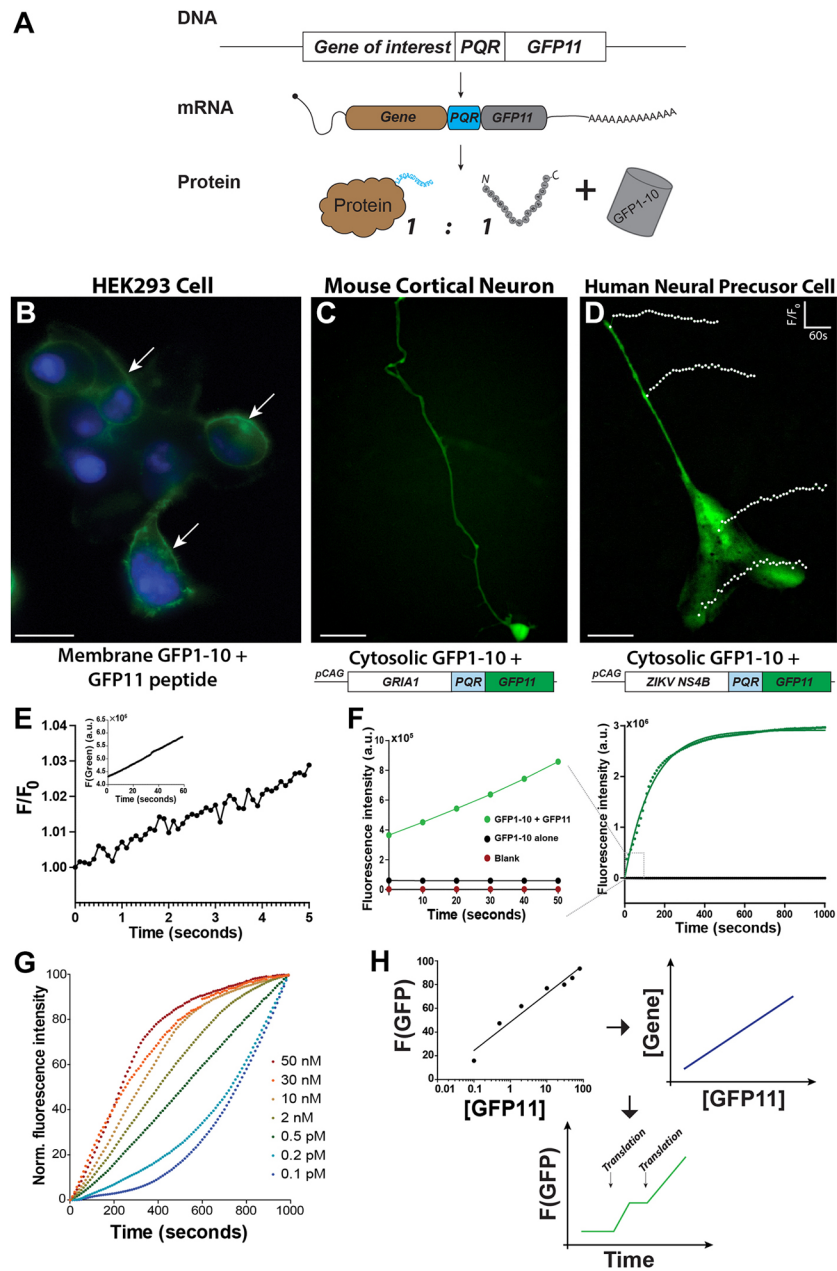 A
DNA
Gene of interest PQR GFP11
mRNA
Gene PQR GFP11 AAAAAAAAAAAAA
Protein
Protein
N
C
1 : 1
+
GFP1-10
HEK293 Cell
Mouse Cortical Neuron
Human Neural Precusor Cell
B
C
D
F/F0
60s
Membrane GFP1-10 +
GFP11 peptide
Cytosolic GFP1-10 +
pCAG
GRIA1 PQR GFP11
Cytosolic GFP1-10 +
pCAG
ZIKV NS4B PQR GFP11
E
F/F0
1.04
1.03
1.02
1.01
1.00
0 1 2 3 4 5
Time (seconds)
F(Green) (a.u.)
x10⁶
6.5
6.0
5.5
5.0
4.5
4.0
0 20 40 60
Time (seconds)
F
Fluorescence intensity (a.u.)
x10⁵
10
8
6
4
2
0
10 20 30 40 50
Time (seconds)
GFP1-10 + GFP11
GFP1-10 alone
Blank
Fluorescence intensity (a.u.)
x10⁶
3
2
1
0
0 200 400 600 800 1000
Time (seconds)
G
Norm. fluorescence intensity
100
80
60
40
20
0
0 200 400 600 800 1000
Time (seconds)
50 nM
30 nM
10 nM
2 nM
0.5 pM
0.2 pM
0.1 pM
H
F(GFP)
100
80
60
40
20
0
0.01 0.1 1 10 100
[GFP11]
[Gene]
[GFP11]
F(GFP)
Translation
Translation
Time